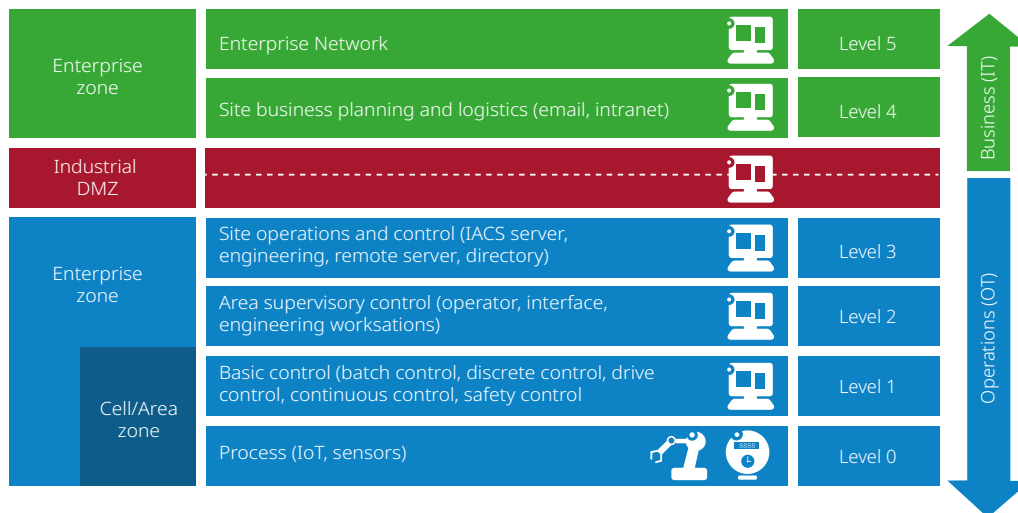 Enterprise
zone
Enterprise Network
Level 5
Site business planning and logistics (email, intranet)
Level 4
Business (IT)
Industrial
DMZ
Enterprise
zone
Site operations and control (IACS server,
engineering, remote server, directory)
Level 3
Area supervisory control (operator, interface,
engineering worksations)
Level 2
Operations (OT)
Cell/Area
zone
Basic control (batch control, discrete control, drive
control, continuous control, safety control
Level 1
Process (IoT, sensors)
8888
Level 0